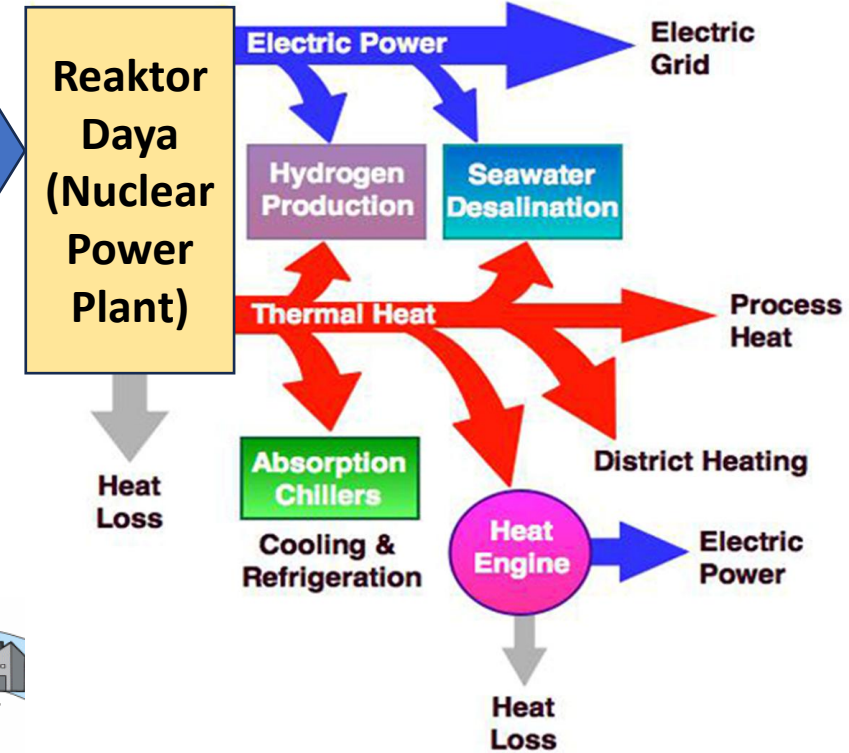 Reaktor
Daya
(Nuclear
Power
Plant)
Electric Power
Electric
Grid
Hydrogen
Production
Seawater
Desalination
Thermal Heat
Process
Heat
Heat
Loss
Absorption
Chillers
Cooling &
Refrigeration
District Heating
Heat
Engine
Electric
Power
Heat
Loss